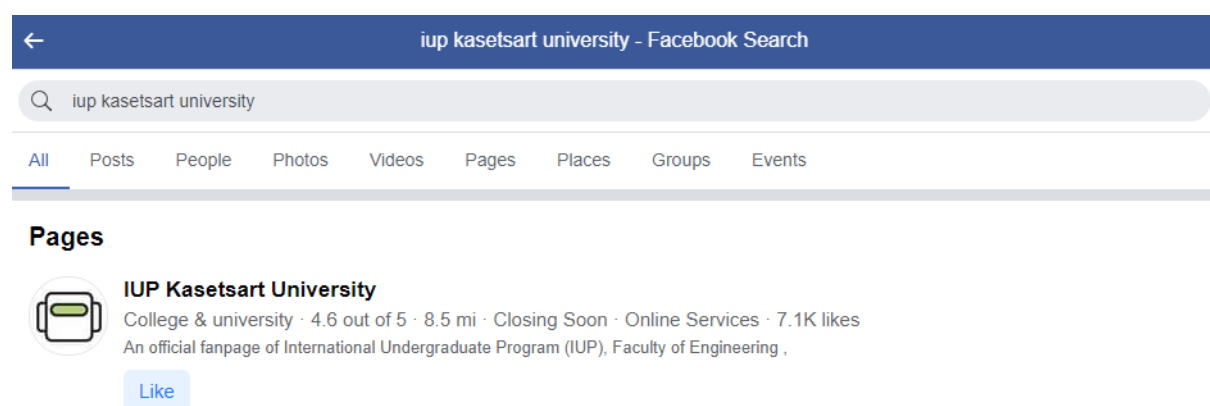 iup kasetsart university - Facebook Search
iup kasetsart university
All Posts People Photos Videos Pages Places Groups Events
Pages
IUP Kasetsart University
College & university · 4.6 out of 5 · 8.5 mi · Closing Soon · Online Services · 7.1K likes
An official fanpage of International Undergraduate Program (IUP), Faculty of Engineering ,
Like